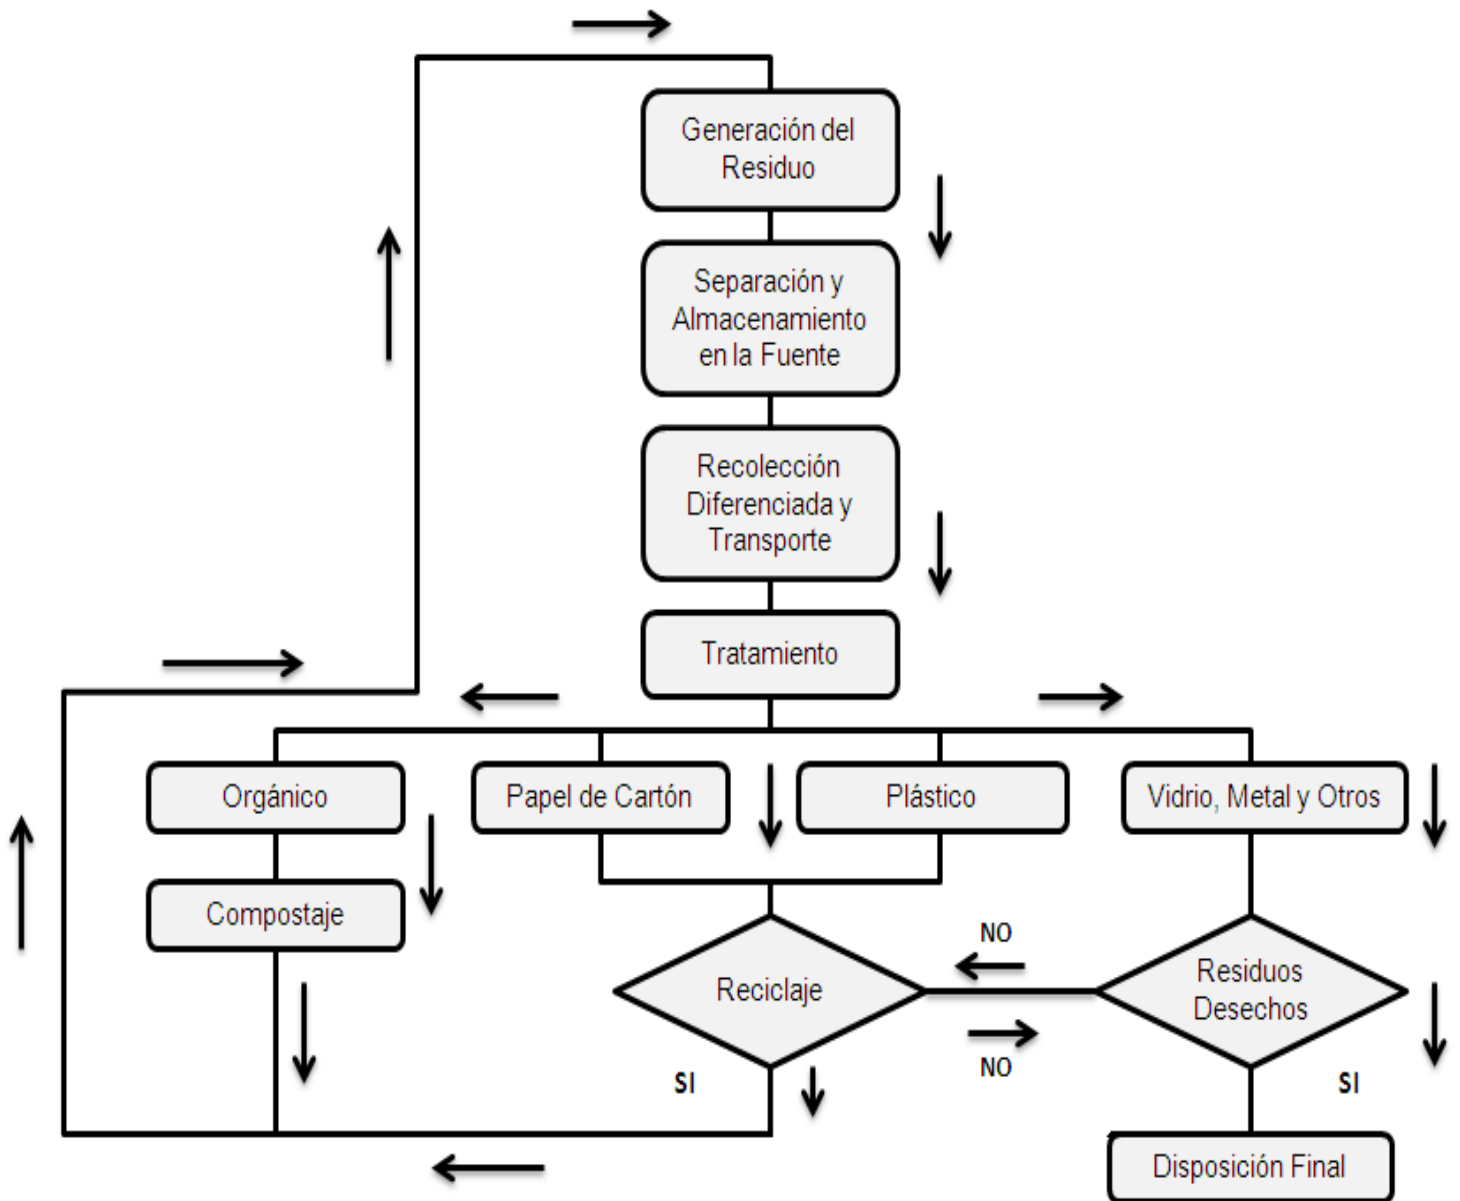 Generación del
Residuo
Separación y
Almacenamiento
en la Fuente
Recolección
Diferenciada y
Transporte
Tratamiento
Orgánico
Papel de Cartón
Plástico
Vidrio, Metal y Otros
Compostaje
Reciclaje
NO
NO
Residuos
Desechos
SI
SI
Disposición Final